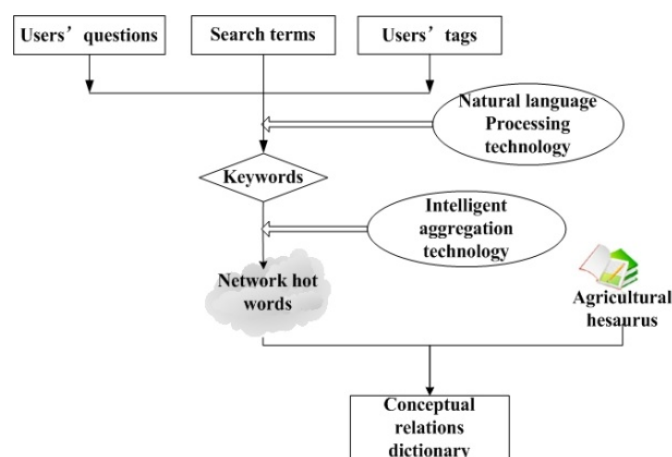 Users’ questions
Search terms
Users’ tags
Natural language
Processing
technology
Keywords
Intelligent
aggregation
technology
Network hot
words
Agricultural
hesaurus
Conceptual
relations
dictionary